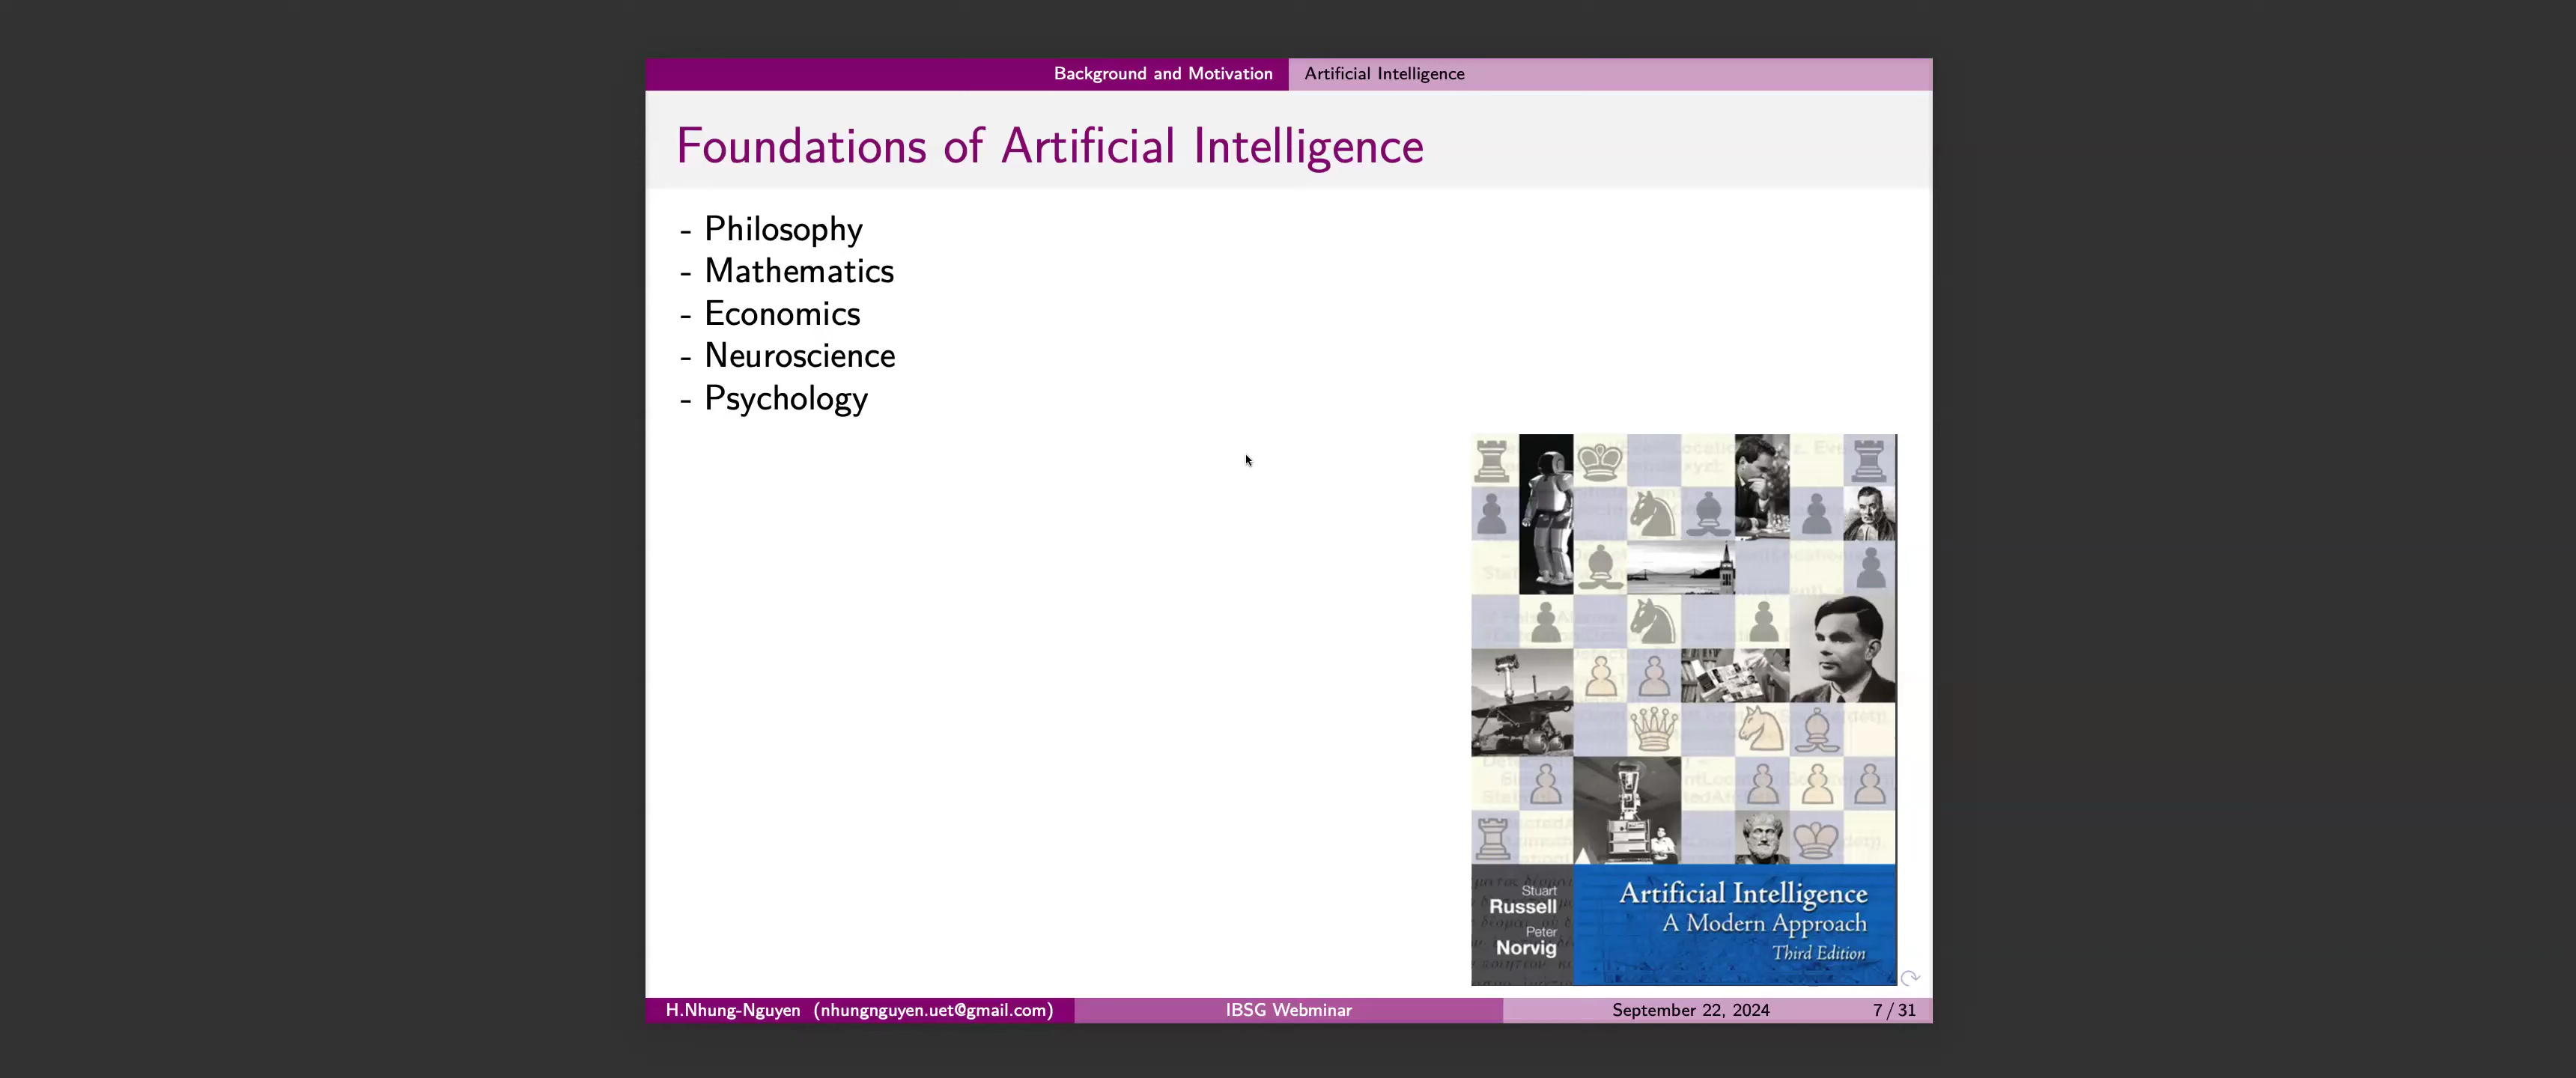 Background and Motivation
Artificial Intelligence
Foundations of Artificial Intelligence
- Philosophy
- Mathematics
- Economics
- Neuroscience
- Psychology
Stuart
Russell
Peter
Norvig
Artificial Intelligence
A Modern Approach
Third Edition
H.Nhung-Nguyen (nhungnguyen.uet@gmail.com)
IBSG Webminar
September 22, 2024
7 / 31